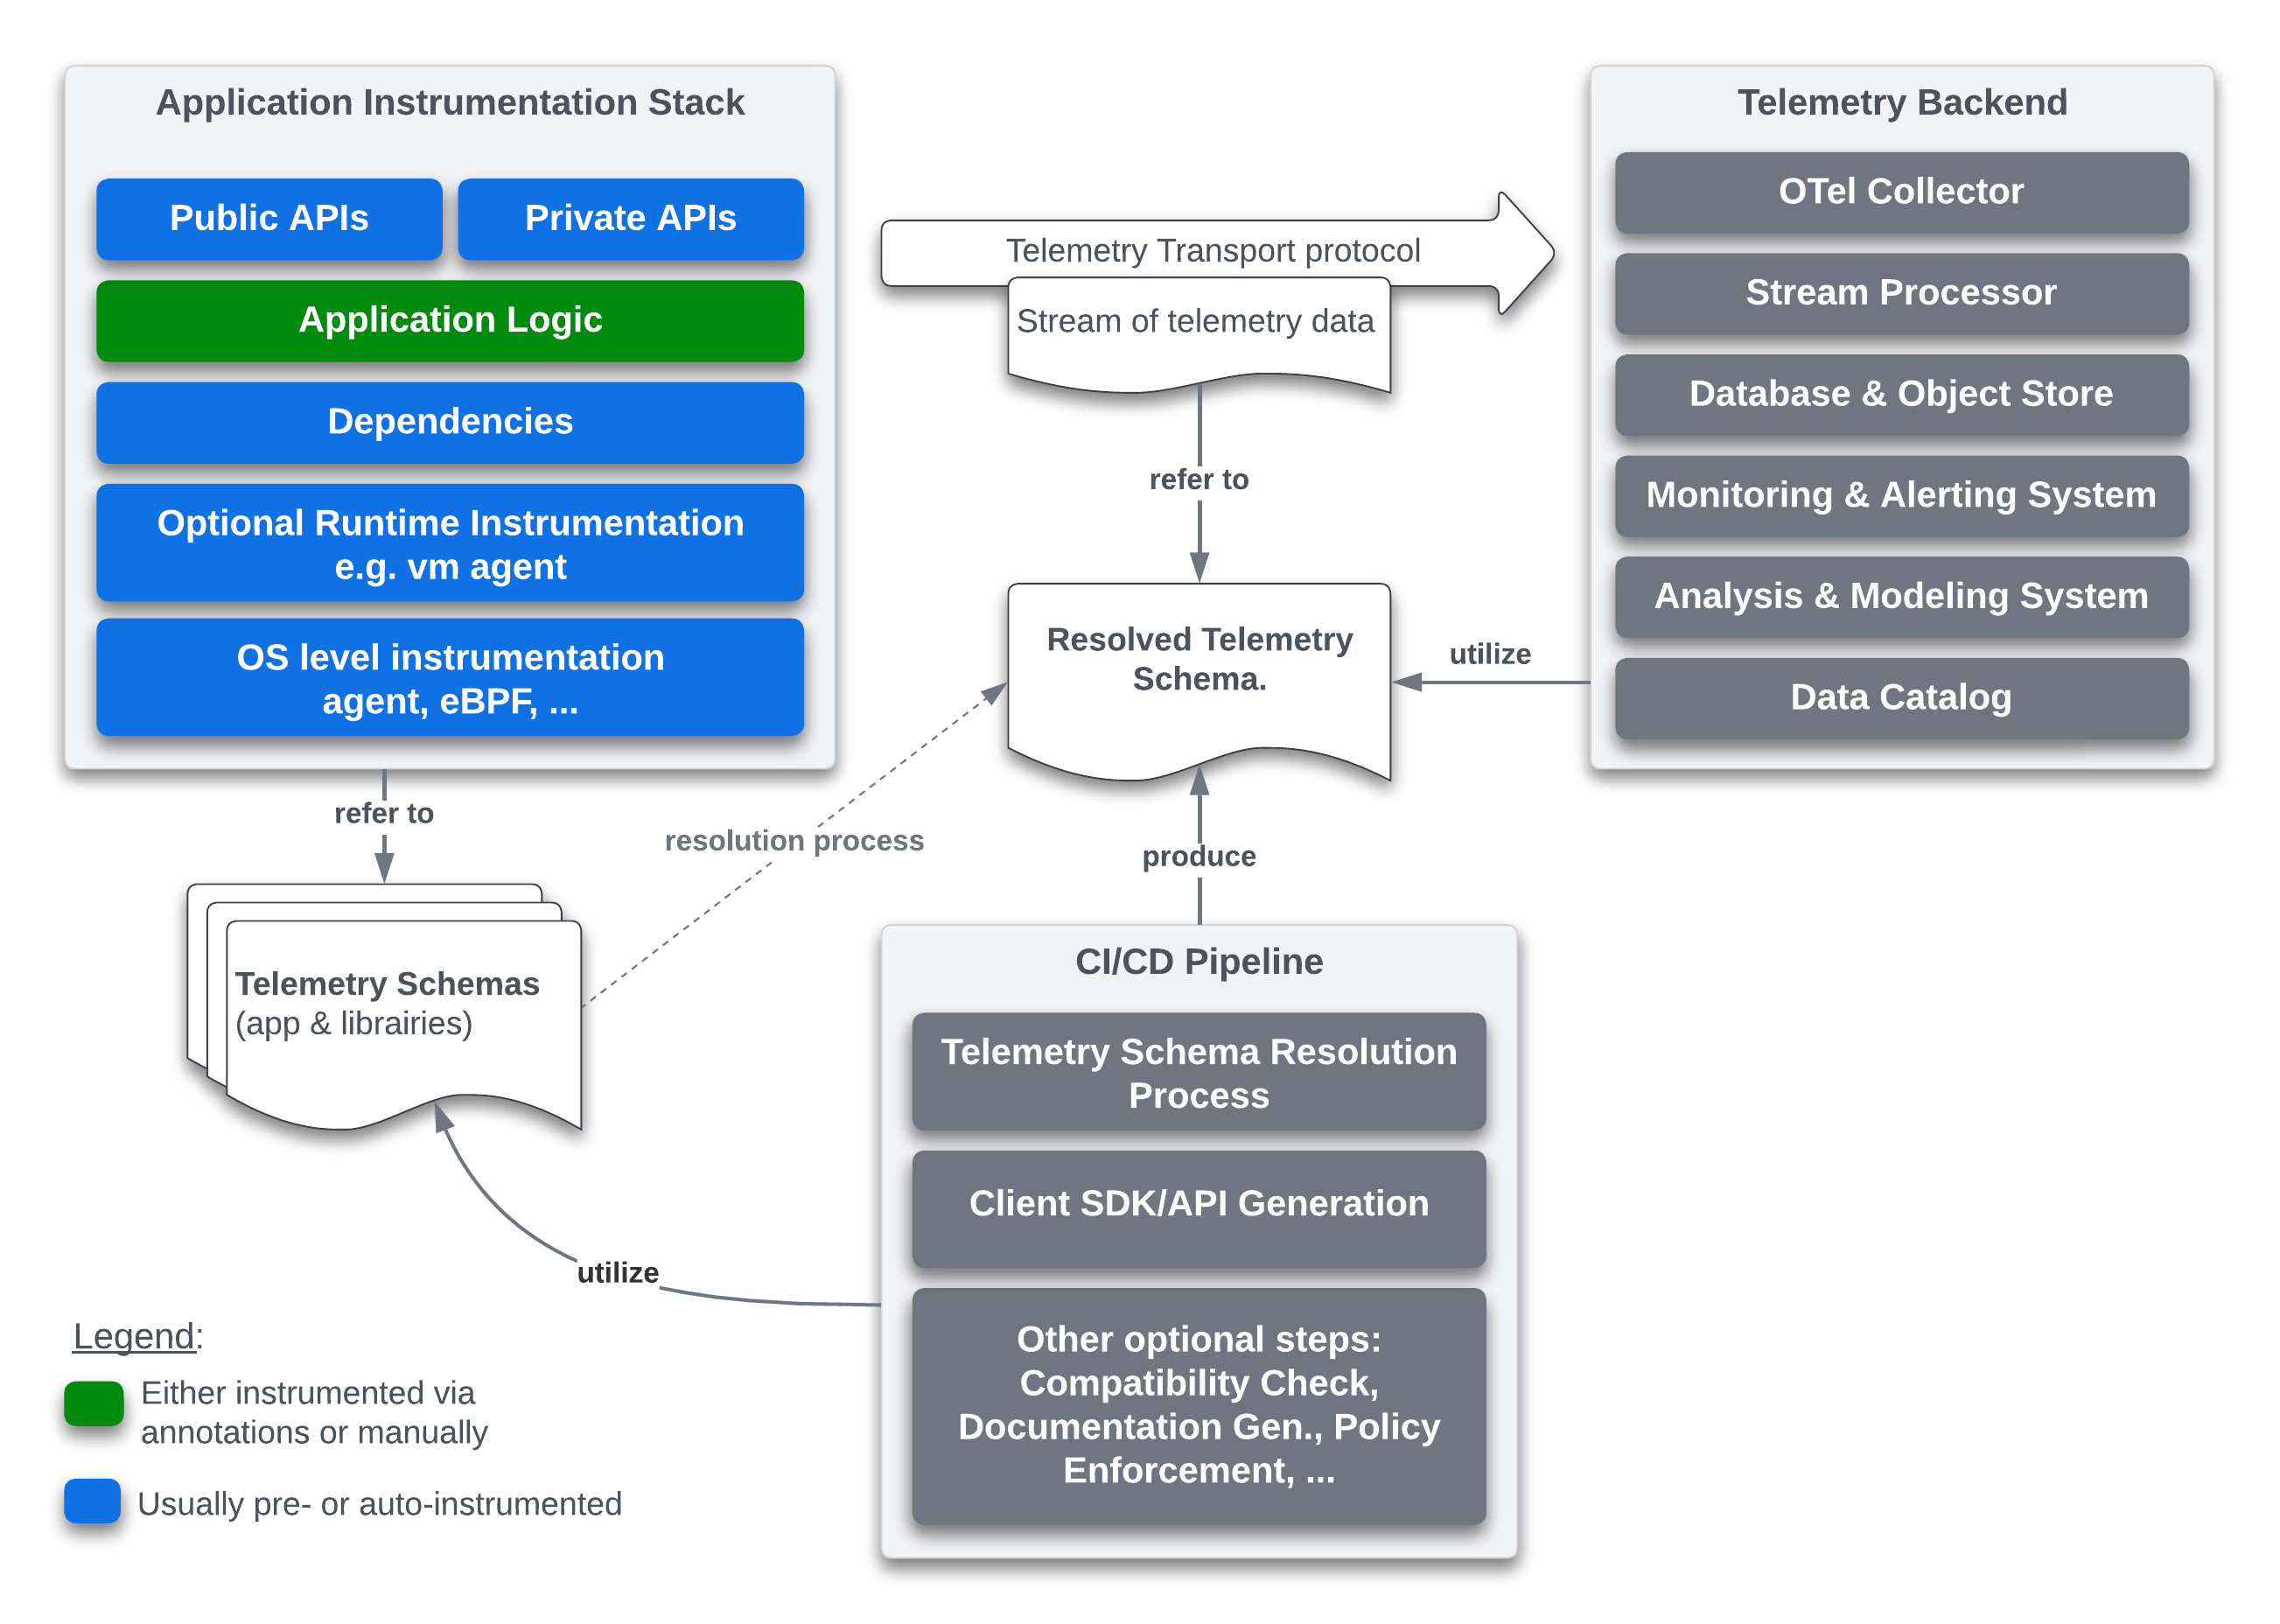 Application Instrumentation Stack
Public APIs
Private APIs
Application Logic
Dependencies
Optional Runtime Instrumentation
e.g. vm agent
OS level instrumentation
agent, eBPF, ...
Telemetry Transport protocol
Stream of telemetry data
Telemetry Backend
OTel Collector
Stream Processor
Database & Object Store
Monitoring & Alerting System
Analysis & Modeling System
Data Catalog
refer to
Resolved Telemetry
Schema.
utilize
refer to
resolution process
produce
Telemetry Schemas
(app & librairies)
CI/CD Pipeline
Telemetry Schema Resolution
Process
Client SDK/API Generation
Other optional steps:
Compatibility Check,
Documentation Gen., Policy
Enforcement, ...
utilize
Legend:
Either instrumented via
annotations or manually
Usually pre- or auto-instrumented